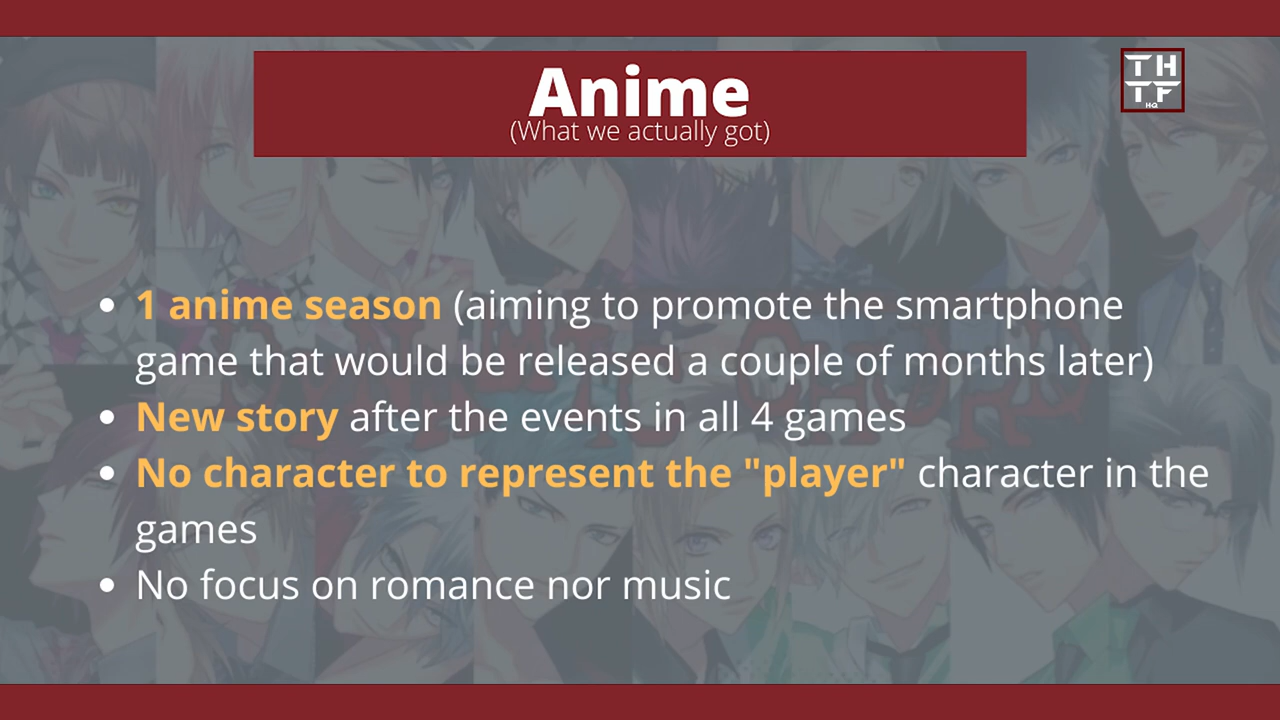 Anime
(What we actually got)
TH
TF
HQ
• 1 anime season (aiming to promote the smartphone
game that would be released a couple of months later)
• New story after the events in all 4 games
• No character to represent the "player" character in the
games
• No focus on romance nor music